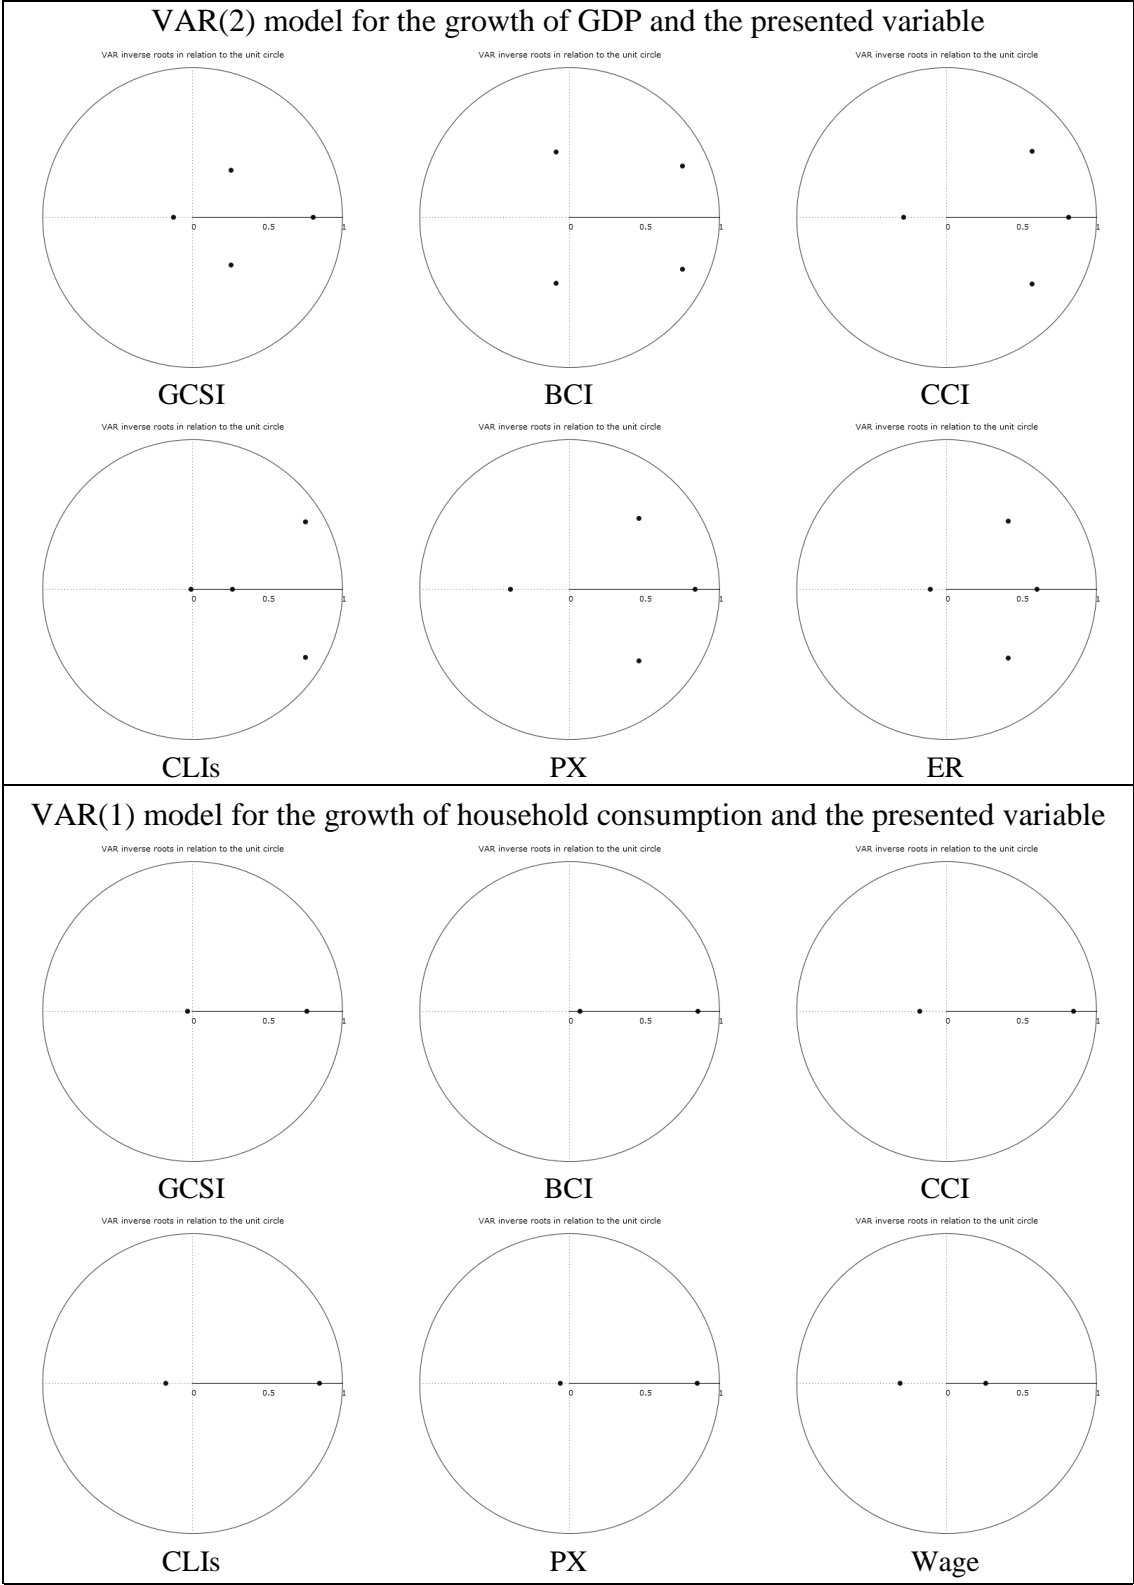 VAR(2) model for the growth of GDP and the presented variable
VAR inverse roots in relation to the unit circle
0 0.5 1
GCSI
VAR inverse roots in relation to the unit circle
0 0.5 1
BCI
VAR inverse roots in relation to the unit circle
0 0.5 1
CCI
VAR inverse roots in relation to the unit circle
0 0.5 1
CLIs
VAR inverse roots in relation to the unit circle
0 0.5 1
PX
VAR inverse roots in relation to the unit circle
0 0.5 1
ER
VAR(1) model for the growth of household consumption and the presented variable
VAR inverse roots in relation to the unit circle
0 0.5 1
GCSI
VAR inverse roots in relation to the unit circle
0 0.5 1
BCI
VAR inverse roots in relation to the unit circle
0 0.5 1
CCI
VAR inverse roots in relation to the unit circle
0 0.5 1
CLIs
VAR inverse roots in relation to the unit circle
0 0.5 1
PX
VAR inverse roots in relation to the unit circle
0 0.5 1
Wage